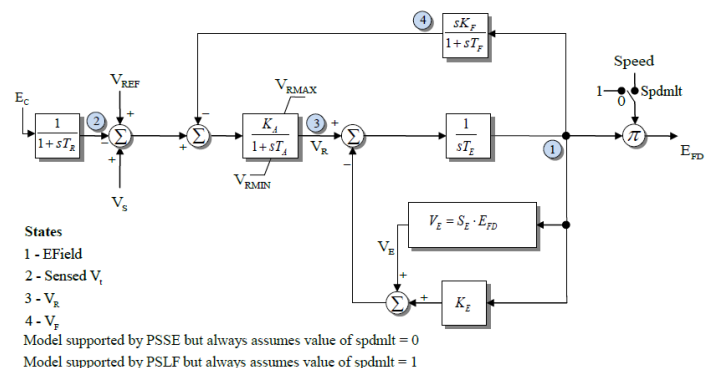 4
sK_F
1+sT_F
Speed
V_REF
V_RMAX
1
0
Spdmlt
E_C
2
3
1
1+sT_R
Σ
Σ
K_A
1+sT_A
V_R
Σ
1
sT_E
π
1
E_FD
V_RMIN
V_S
V_E = S_E · E_FD
V_E
States
1 - EField
2 - Sensed V_t
3 - V_R
4 - V_F
Σ
K_E
Model supported by PSSE but always assumes value of spdmlt = 0
Model supported by PSLF but always assumes value of spdmlt = 1